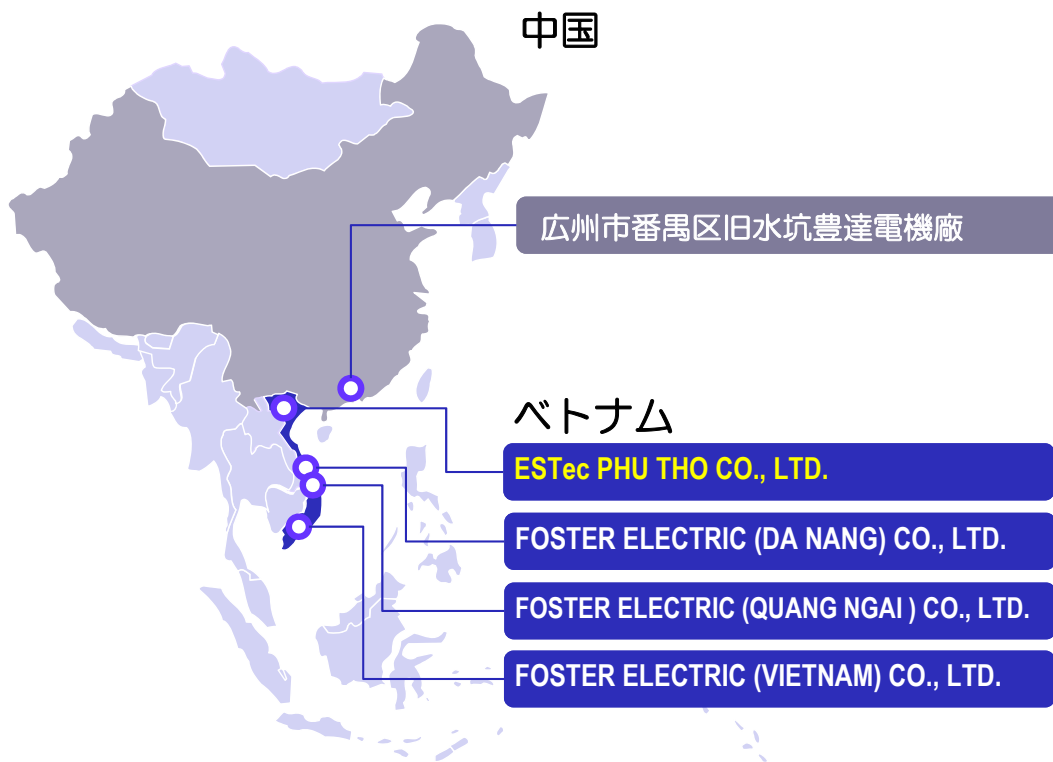 中国
広州市番禺区旧水坑豊達電機廠
ベトナム
ESTec PHU THO CO., LTD.
FOSTER ELECTRIC (DA NANG) CO., LTD.
FOSTER ELECTRIC (QUANG NGAI ) CO., LTD.
FOSTER ELECTRIC (VIETNAM) CO., LTD.